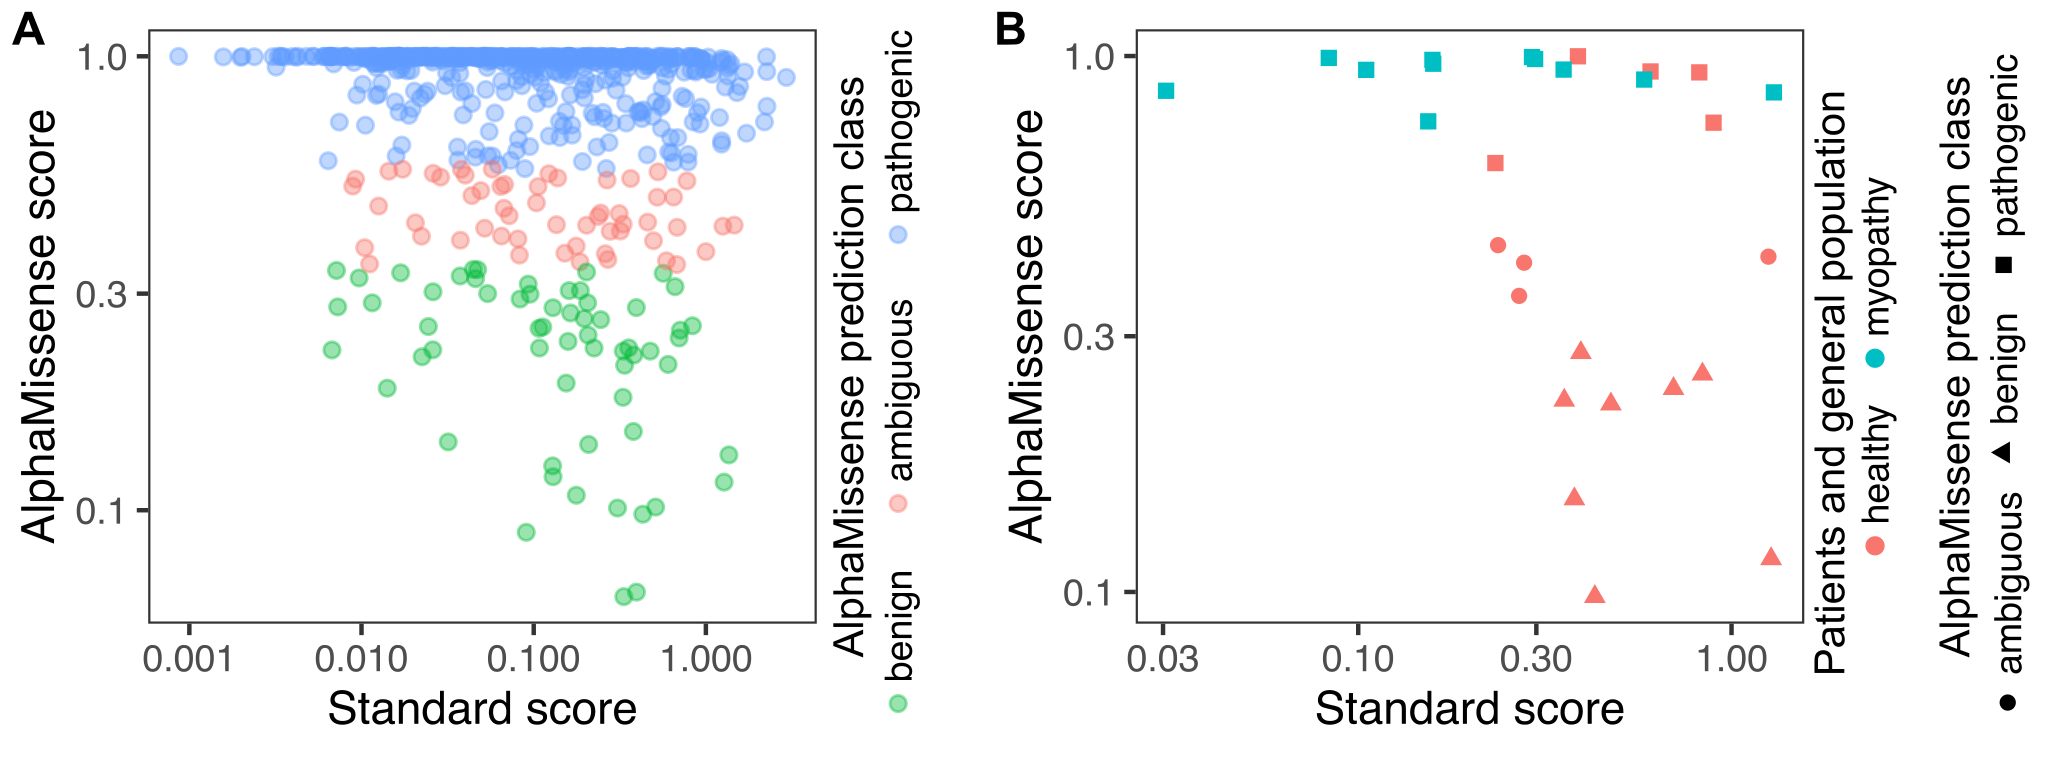 A
AlphaMissense score
1.0
0.3
0.1
0.001
0.010
0.100
1.000
Standard score
AlphaMissense prediction class
benign
ambiguous
pathogenic
B
AlphaMissense score
1.0
0.3
0.1
0.03
0.10
0.30
1.00
Standard score
Patients and general population
healthy
myopathy
AlphaMissense prediction class
ambiguous
benign
pathogenic